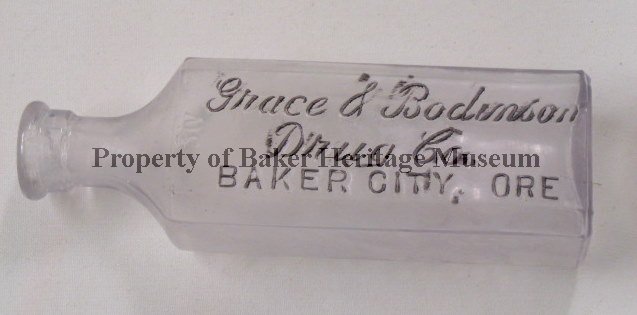 Grace & Bodinson
Drug Co.
Property of Baker Heritage Museum
BAKER CITY, ORE